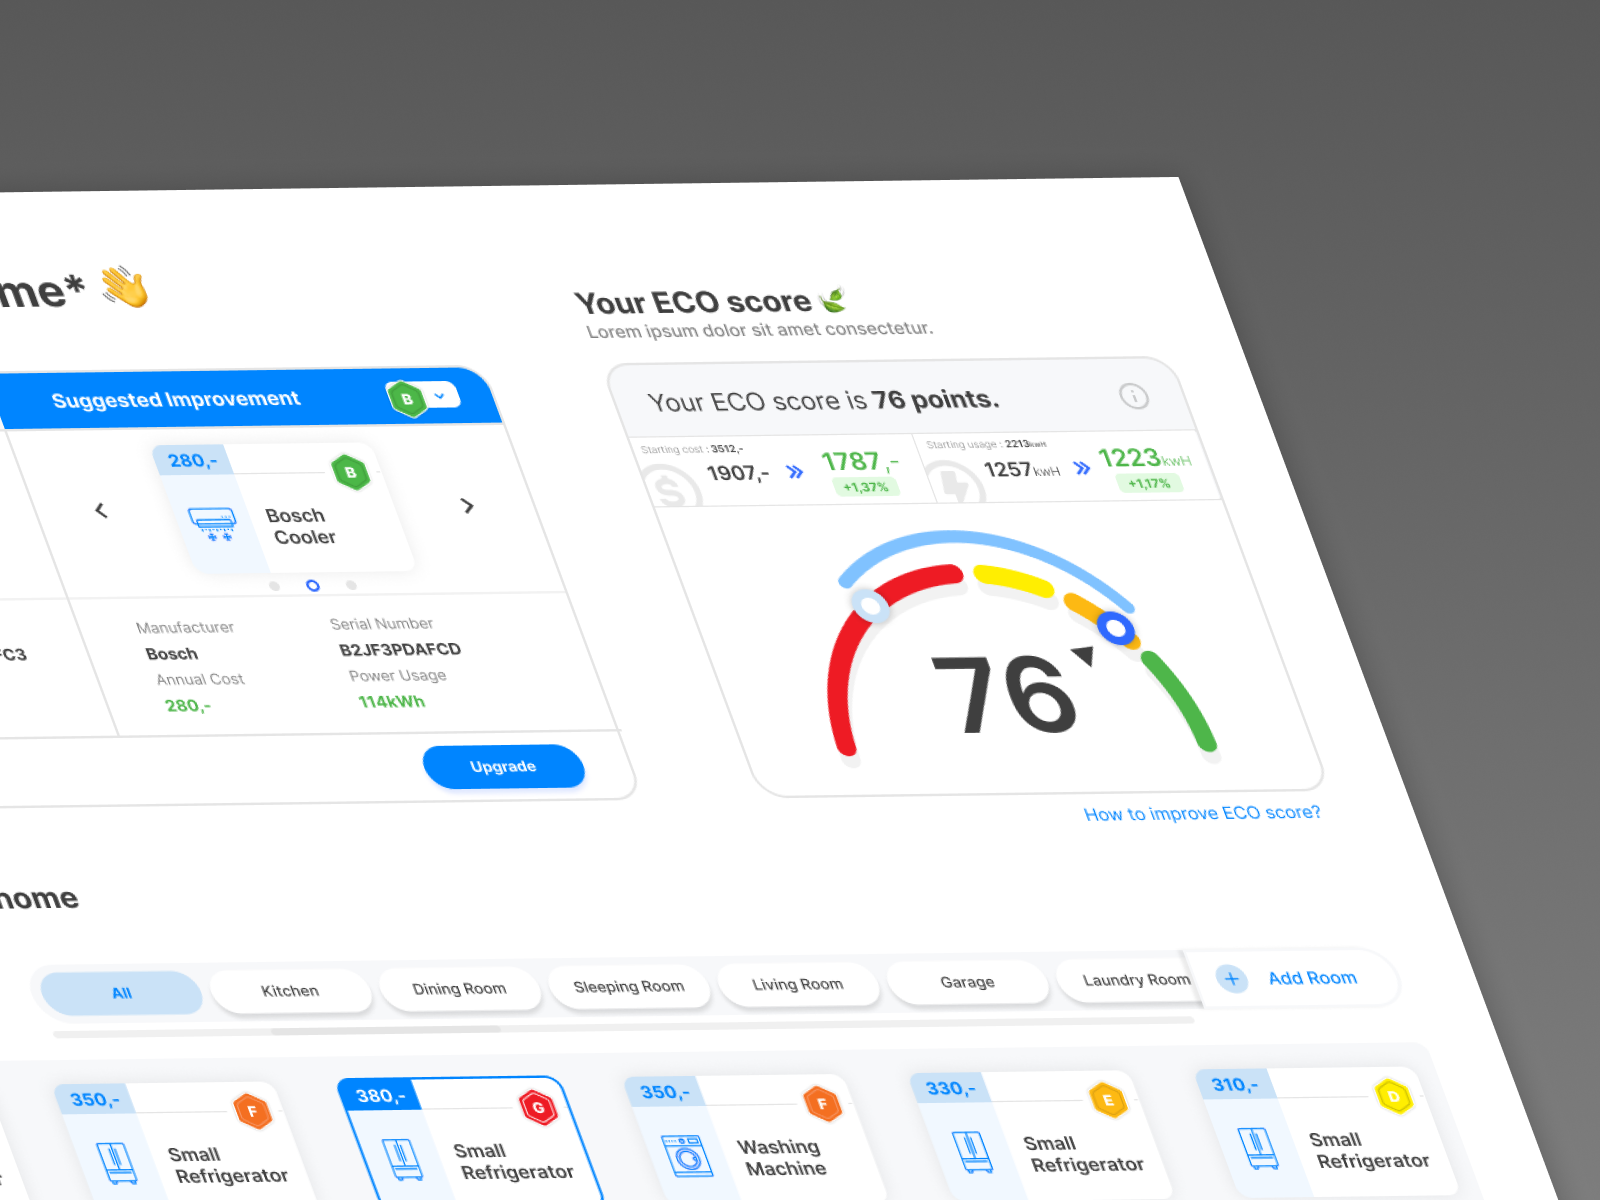 me*
Your ECO score
Lorem ipsum dolor sit amet consectetur.
Suggested Improvement
B
280,-
B
Bosch
Cooler
Manufacturer
Bosch
Annual Cost
280,-
Serial Number
B2JF3PDAFCD
Power Usage
114kWh
FC3
Upgrade
Your ECO score is 76 points.
Starting cost : 3512,-
1907,-
1787,-
+1,37%
Starting usage : 2213kwH
1257kwH
1223kwH
+1,17%
76
How to improve ECO score?
home
All
Kitchen
Dining Room
Sleeping Room
Living Room
Garage
Laundry Room
Add Room
350,-
F
Small
Refrigerator
380,-
G
Small
Refrigerator
350,-
F
Washing
Machine
330,-
E
Small
Refrigerator
310,-
D
Small
Refrigerator